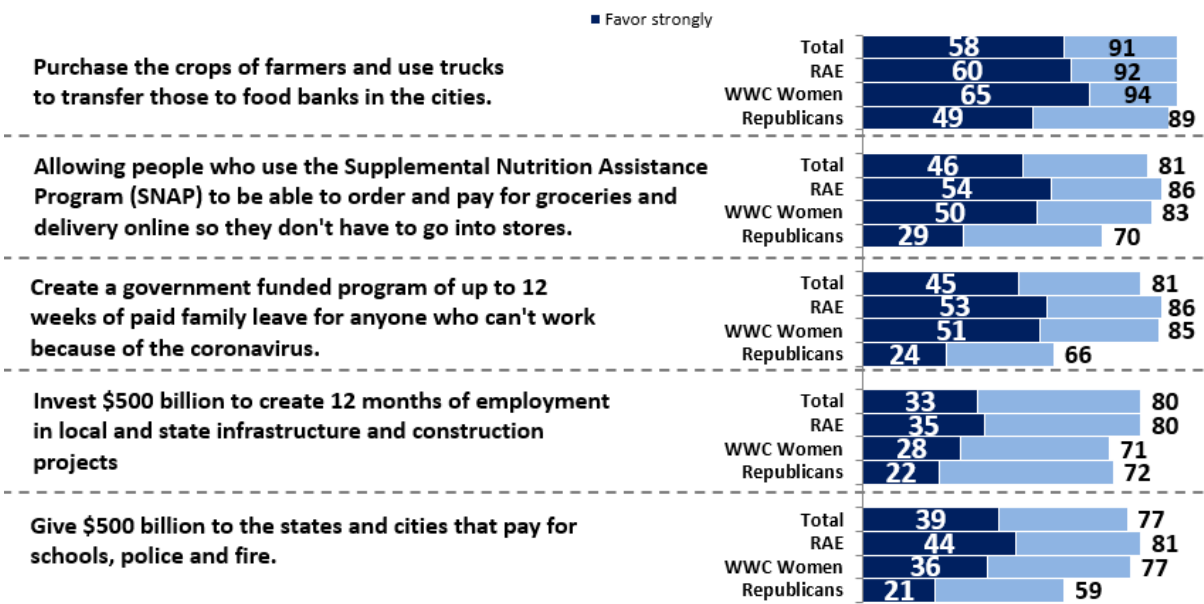 Favor strongly
Purchase the crops of farmers and use trucks
to transfer those to food banks in the cities.
Total 58 91
RAE 60 92
WWC Women 65 94
Republicans 49 89
Allowing people who use the Supplemental Nutrition Assistance
Program (SNAP) to be able to order and pay for groceries and
delivery online so they don't have to go into stores.
Total 46 81
RAE 54 86
WWC Women 50 83
Republicans 29 70
Create a government funded program of up to 12
weeks of paid family leave for anyone who can't work
because of the coronavirus.
Total 45 81
RAE 53 86
WWC Women 51 85
Republicans 24 66
Invest $500 billion to create 12 months of employment
in local and state infrastructure and construction
projects
Total 33 80
RAE 35 80
WWC Women 28 71
Republicans 22 72
Give $500 billion to the states and cities that pay for
schools, police and fire.
Total 39 77
RAE 44 81
WWC Women 36 77
Republicans 21 59